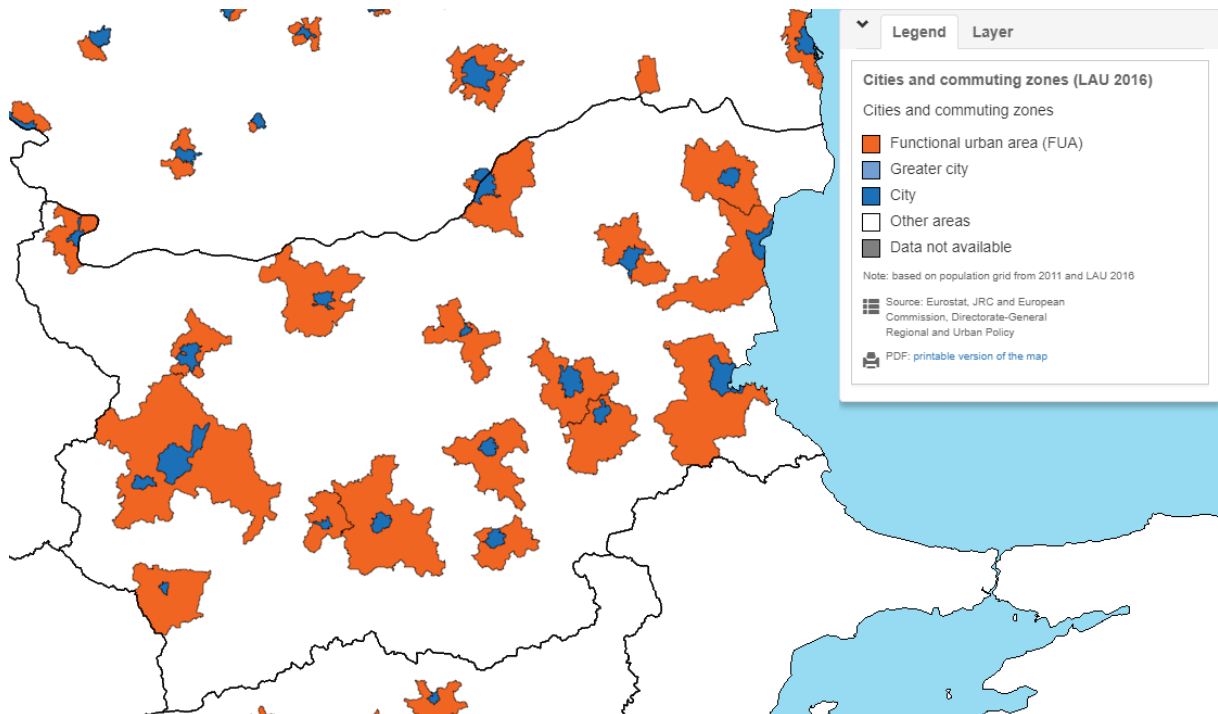 Legend Layer
Cities and commuting zones (LAU 2016)
Cities and commuting zones
Functional urban area (FUA)
Greater city
City
Other areas
Data not available
Note: based on population grid from 2011 and LAU 2016
Source: Eurostat, JRC and European
Commission, Directorate-General
Regional and Urban Policy
PDF: printable version of the map